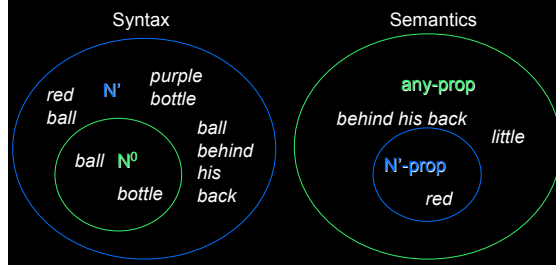 Syntax
N'
purple
bottle
red
ball
ball
behind
his
back
ball
N⁰
bottle
Semantics
any-prop
behind his back
little
N'-prop
red